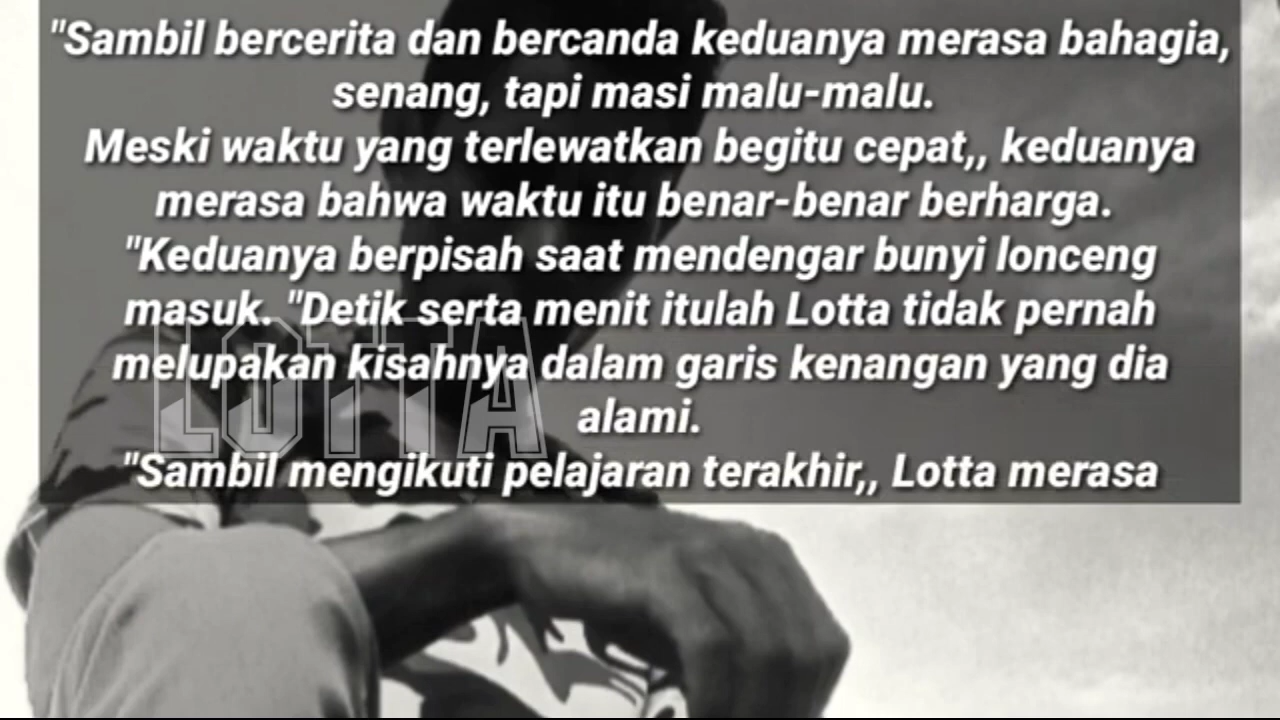 "Sambil bercerita dan bercanda keduanya merasa bahagia,
senang, tapi masi malu-malu.
Meski waktu yang terlewatkan begitu cepat,, keduanya
merasa bahwa waktu itu benar-benar berharga.
"Keduanya berpisah saat mendengar bunyi lonceng
masuk. "Detik serta menit itulah Lotta tidak pernah
melupakan kisahnya dalam garis kenangan yang dia
alami.
"Sambil mengikuti pelajaran terakhir,, Lotta merasa
LOTTA